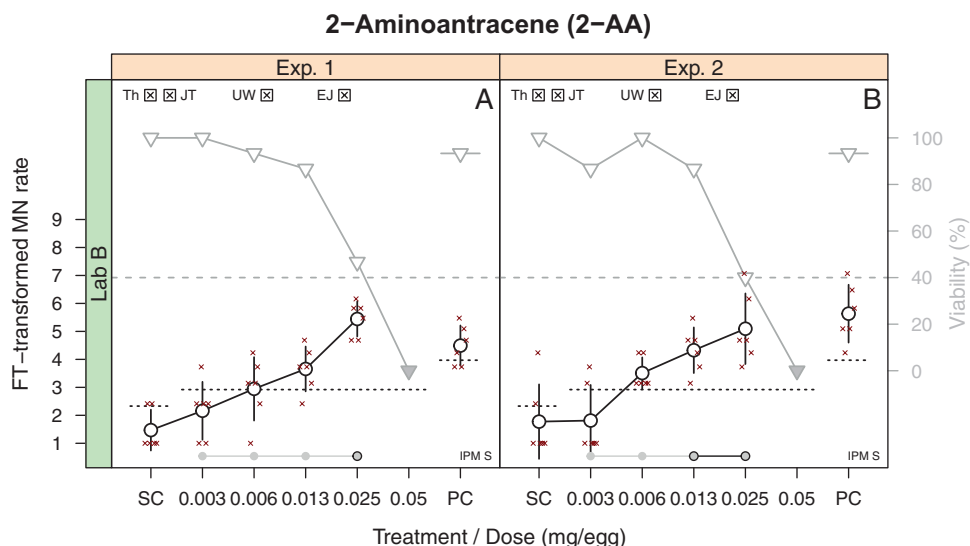 2−Aminoantracene (2−AA)
Exp. 1
Exp. 2
Th JT UW EJ A
Th JT UW EJ B
FT−transformed MN rate
Lab B
9
8
7
6
5
4
3
2
1
100
80
60
40
20
0
Viability (%)
IPM S
IPM S
SC 0.003 0.006 0.013 0.025 0.05 PC
SC 0.003 0.006 0.013 0.025 0.05 PC
Treatment / Dose (mg/egg)